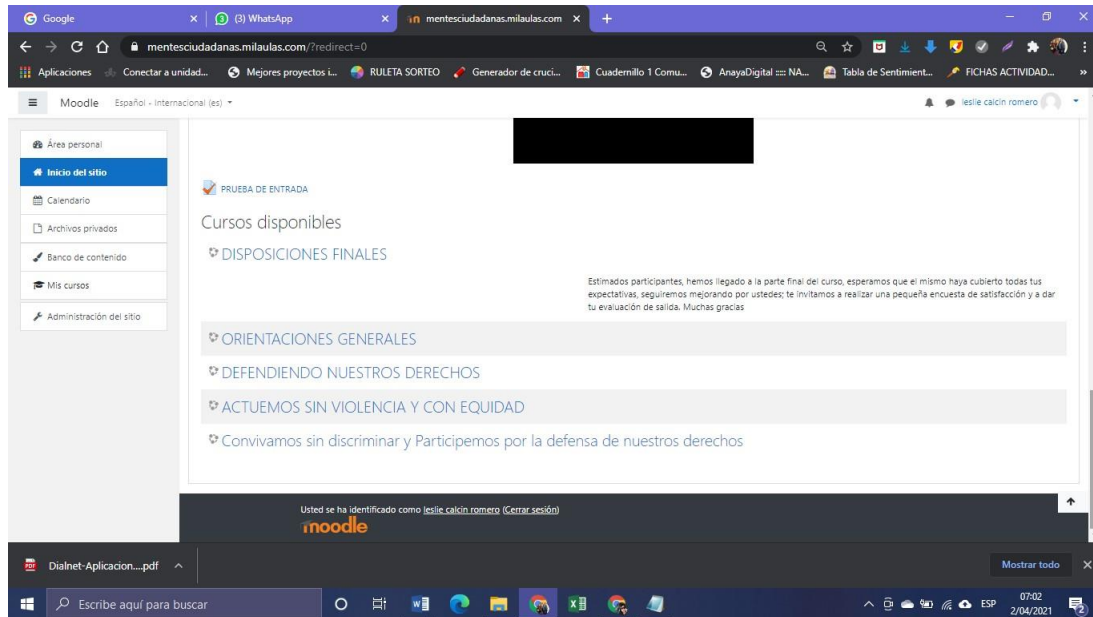 Google
(3) WhatsApp
mentesciudadanas.milaulas.com
mentesciudadanas.milaulas.com/?redirect=0
Aplicaciones
Conectar a unidad...
Mejores proyectos i...
RULETA SORTEO
Generador de cruci...
Cuadernillo 1 Comu...
AnayaDigital :::: NA...
Tabla de Sentimient...
FICHAS ACTIVIDAD...
Moodle
Español - Internacional (es)
leslie calcin romero
Área personal
Inicio del sitio
Calendario
Archivos privados
Banco de contenido
Mis cursos
Administración del sitio
PRUEBA DE ENTRADA
Cursos disponibles
DISPOSICIONES FINALES
Estimados participantes, hemos llegado a la parte final del curso, esperamos que el mismo haya cubierto todas tus
expectativas, seguiremos mejorando por ustedes; te invitamos a realizar una pequeña encuesta de satisfacción y a dar
tu evaluación de salida. Muchas gracias
ORIENTACIONES GENERALES
DEFENDIENDO NUESTROS DERECHOS
ACTUEMOS SIN VIOLENCIA Y CON EQUIDAD
Convivamos sin discriminar y Participemos por la defensa de nuestros derechos
Usted se ha identificado como leslie calcin romero (Cerrar sesión)
moodle
Dialnet-Aplicacion....pdf
Mostrar todo
Escribe aquí para buscar
ESP
07:02
2/04/2021